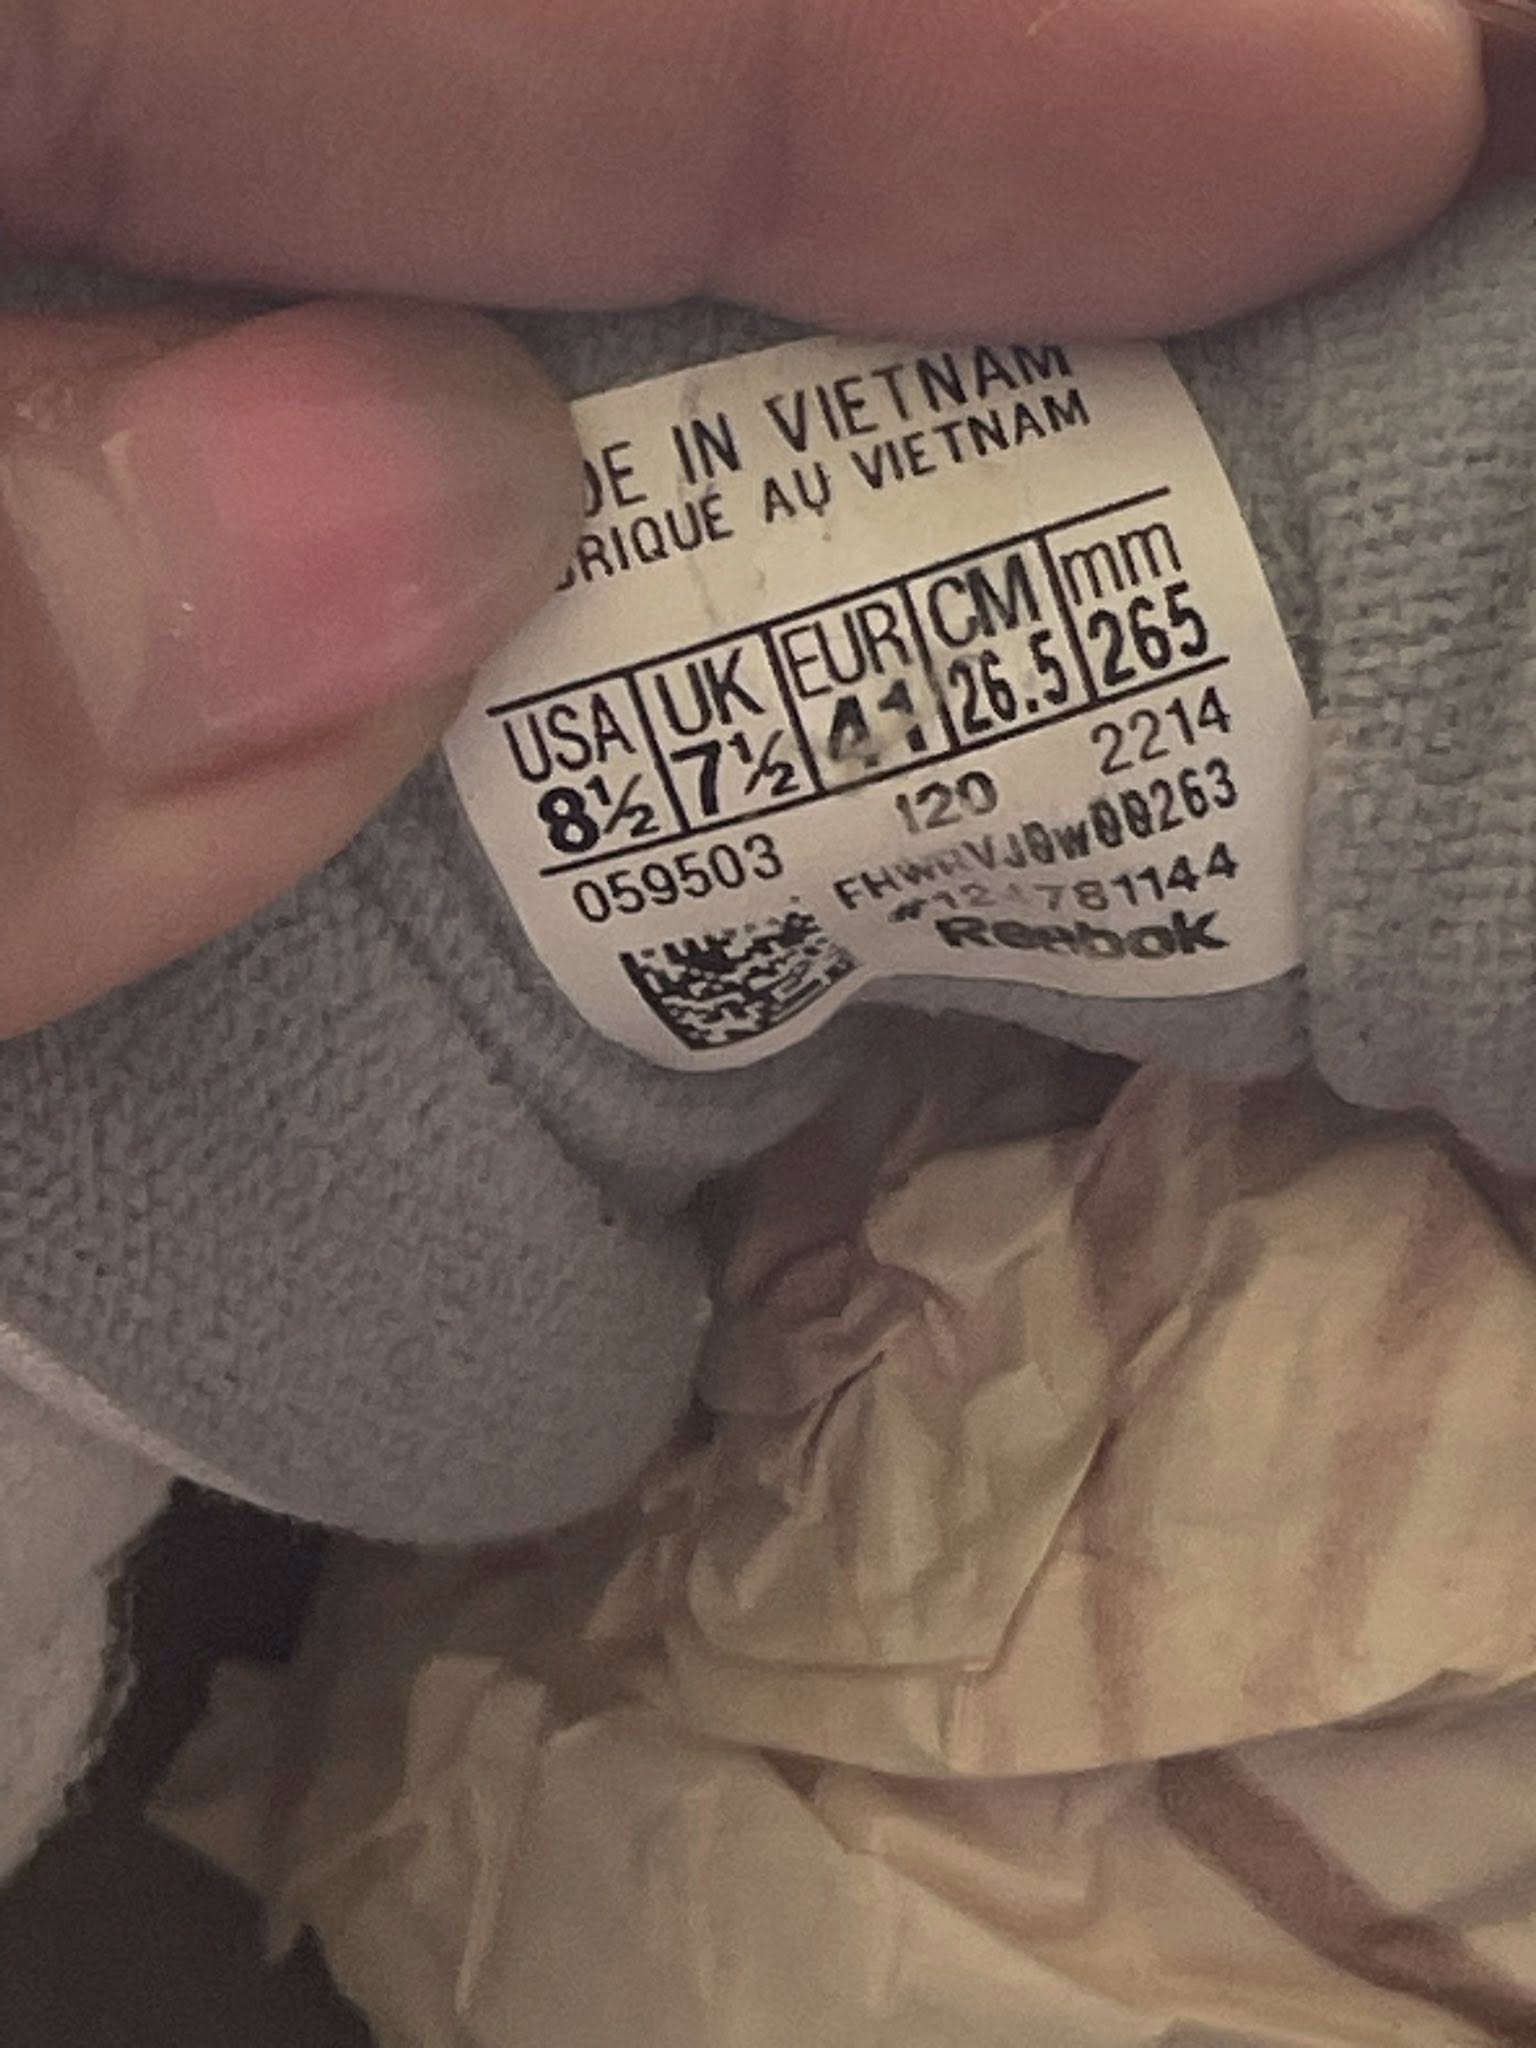 DE IN VIETNAM
RIQUÉ AU VIETNAM
USA UK EUR CM mm
8½ 7½ 41 26.5 265
059503 120 2214
Reebok